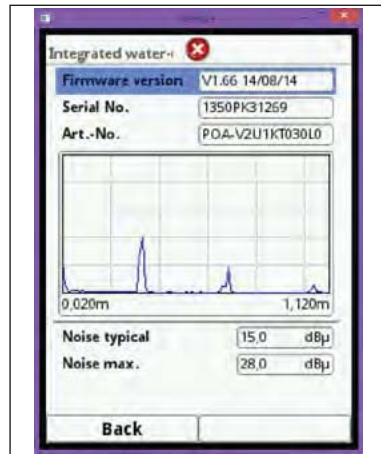 Integrated water-
Firmware version V1.66 14/08/14
Serial No. 1350PK31269
Art.-No. POA-V2U1KT030L0
0,020m 1,120m
Noise typical 15,0 dBµ
Noise max. 28,0 dBµ
Back